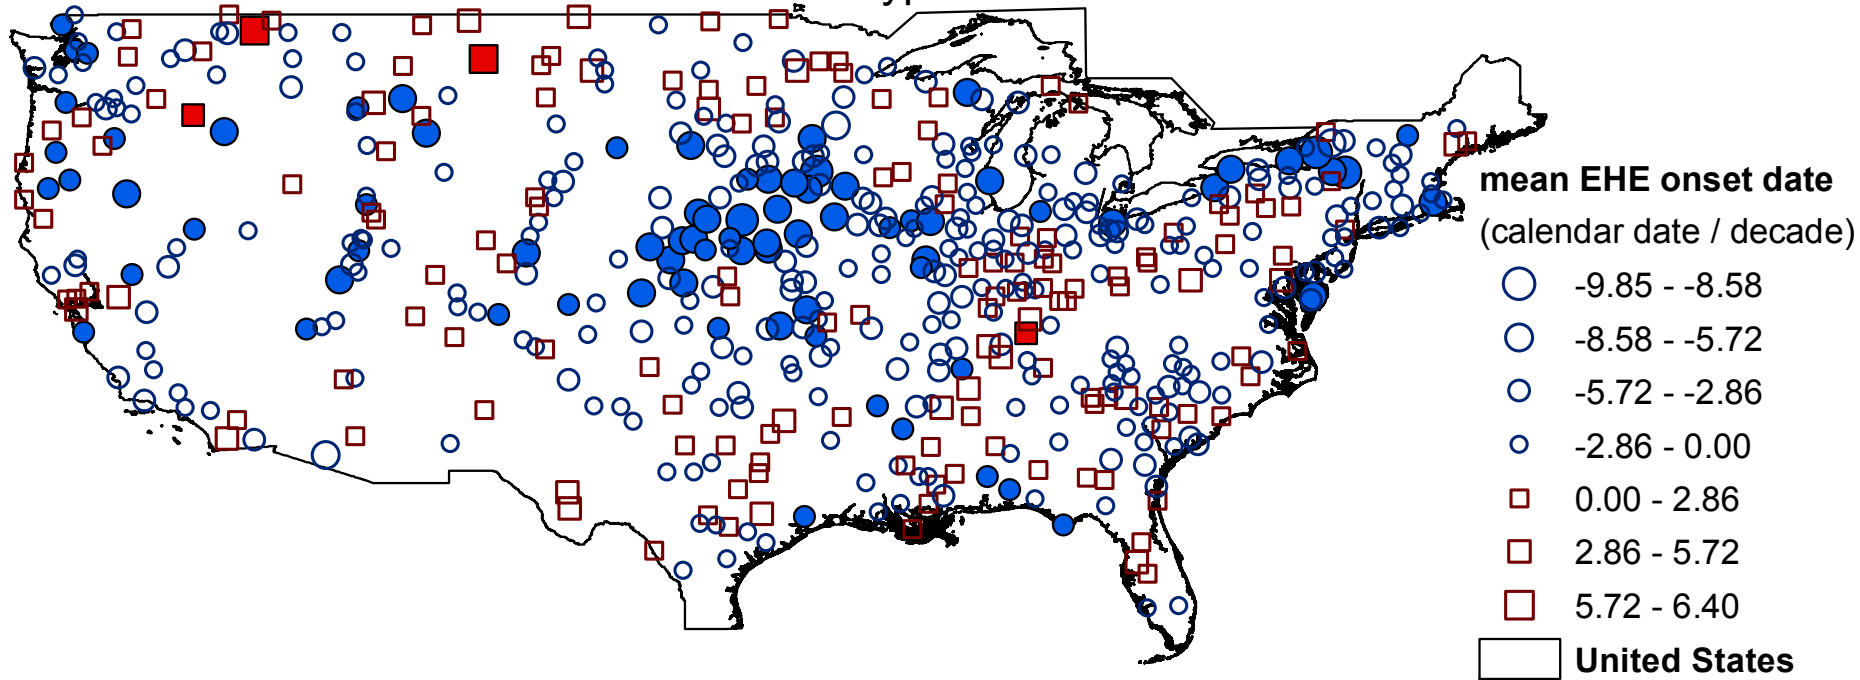 yp
mean EHE onset date
(calendar date / decade)
-9.85 - -8.58
-8.58 - -5.72
-5.72 - -2.86
-2.86 - 0.00
0.00 - 2.86
2.86 - 5.72
5.72 - 6.40
United States